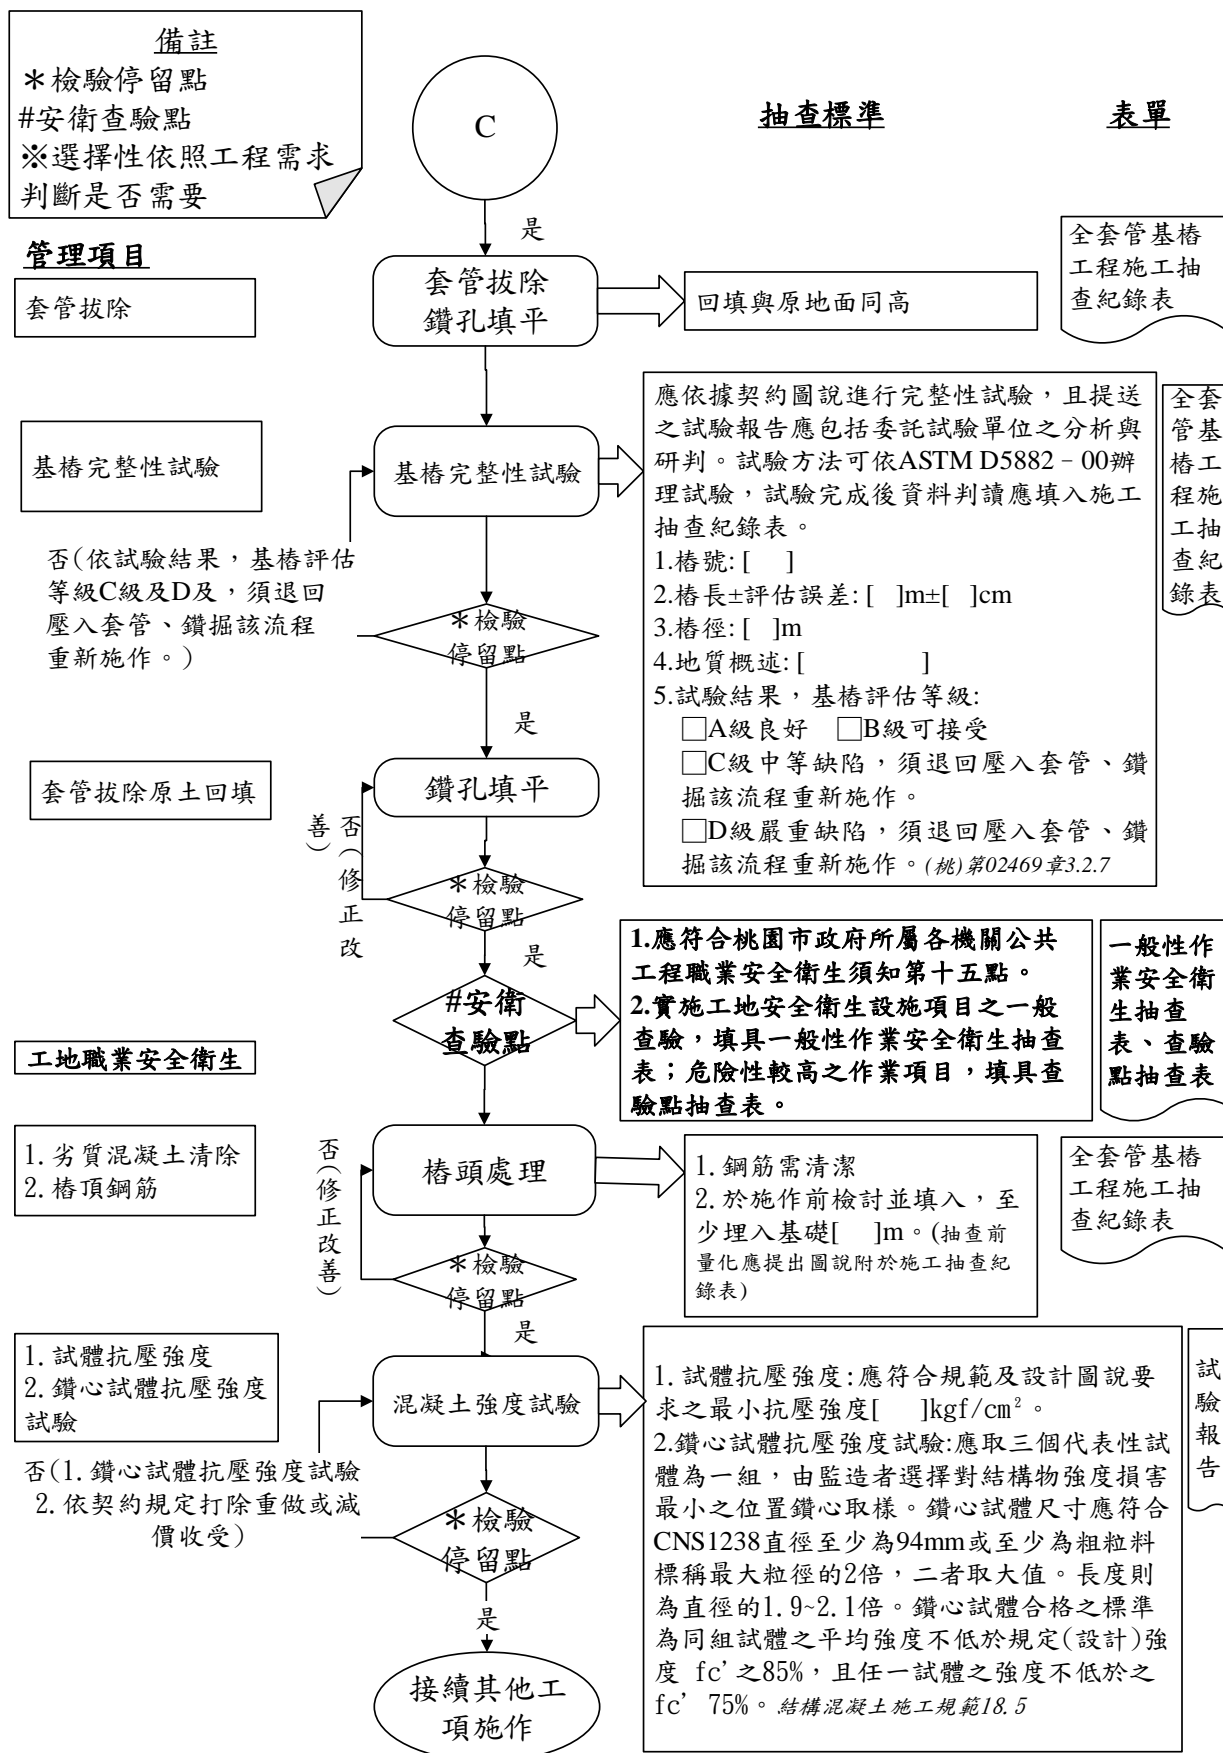 備註
＊檢驗停留點
#安衛查驗點
※選擇性依照工程需求
判斷是否需要
C
抽查標準
表單
是
管理項目
套管拔除
套管拔除
鑽孔填平
回填與原地面同高
全套管基樁
工程施工抽
查紀錄表
基樁完整性試驗
基樁完整性試驗
應依據契約圖說進行完整性試驗，且提送
之試驗報告應包括委託試驗單位之分析與
研判。試驗方法可依ASTM D5882－00辦
理試驗，試驗完成後資料判讀應填入施工
抽查紀錄表。
1.樁號:[　]
2.樁長±評估誤差:[　]m±[　]cm
3.樁徑:[　]m
4.地質概述:[　　　　]
5.試驗結果，基樁評估等級:
□A級良好　□B級可接受
□C級中等缺陷，須退回壓入套管、鑽
掘該流程重新施作。
□D級嚴重缺陷，須退回壓入套管、鑽
掘該流程重新施作。(桃)第02469章3.2.7
全套
管基
樁工
程施
工抽
查紀
錄表
否(依試驗結果，基樁評估
等級C級及D及，須退回
壓入套管、鑽掘該流程
重新施作。)
＊檢驗
停留點
是
套管拔除原土回填
鑽孔填平
否(修正改
善)
＊檢驗
停留點
是
#安衛
查驗點
1.應符合桃園市政府所屬各機關公共
工程職業安全衛生須知第十五點。
2.實施工地安全衛生設施項目之一般
查驗，填具一般性作業安全衛生抽查
表；危險性較高之作業項目，填具查
驗點抽查表。
一般性作
業安全衛
生抽查
表、查驗
點抽查表
工地職業安全衛生
1.劣質混凝土清除
2.樁頂鋼筋
否(修正改善)
樁頭處理
1.鋼筋需清潔
2.於施作前檢討並填入，至
少埋入基礎[　]m。(抽查前
量化應提出圖說附於施工抽查紀
錄表)
全套管基樁
工程施工抽
查紀錄表
＊檢驗
停留點
是
1.試體抗壓強度
2.鑽心試體抗壓強度
試驗
混凝土強度試驗
1.試體抗壓強度:應符合規範及設計圖說要
求之最小抗壓強度[　]kgf/cm²。
2.鑽心試體抗壓強度試驗:應取三個代表性試
體為一組，由監造者選擇對結構物強度損害
最小之位置鑽心取樣。鑽心試體尺寸應符合
CNS1238直徑至少為94mm或至少為粗粒料
標稱最大粒徑的2倍，二者取大值。長度則
為直徑的1.9~2.1倍。鑽心試體合格之標準
為同組試體之平均強度不低於規定(設計)強
度 fc’之85%，且任一試體之強度不低於之
fc’ 75%。結構混凝土施工規範18.5
試
驗
報
告
否(1.鑽心試體抗壓強度試驗
2.依契約規定打除重做或減
價收受)
＊檢驗
停留點
是
接續其他工
項施作